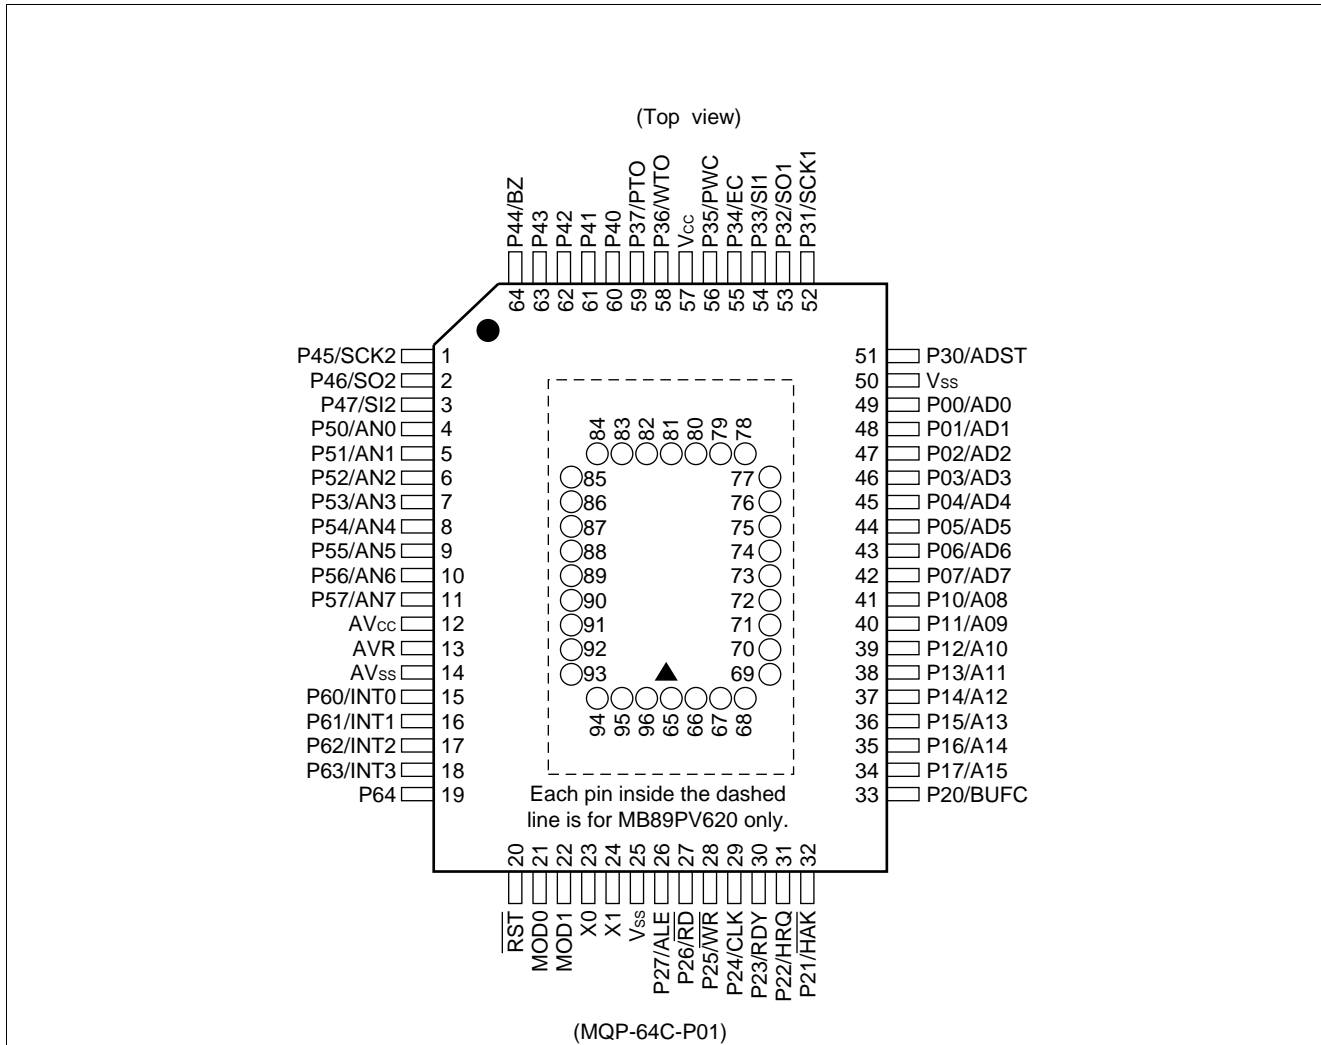 (Top view)
P44/BZ
P43
P42
P41
P40
P37/PTO
P36/WTO
Vcc
P35/PWC
P34/EC
P33/SI1
P32/SO1
P31/SCK1
64
63
62
61
60
59
58
57
56
55
54
53
52
P45/SCK2 1
P46/SO2 2
P47/SI2 3
P50/AN0 4
P51/AN1 5
P52/AN2 6
P53/AN3 7
P54/AN4 8
P55/AN5 9
P56/AN6 10
P57/AN7 11
AVcc 12
AVR 13
AVss 14
P60/INT0 15
P61/INT1 16
P62/INT2 17
P63/INT3 18
P64 19
84
83
82
81
80
79
78
85
86
87
88
89
90
91
92
93
77
76
75
74
73
72
71
70
69
94
95
96
65
66
67
68
51 P30/ADST
50 Vss
49 P00/AD0
48 P01/AD1
47 P02/AD2
46 P03/AD3
45 P04/AD4
44 P05/AD5
43 P06/AD6
42 P07/AD7
41 P10/A08
40 P11/A09
39 P12/A10
38 P13/A11
37 P14/A12
36 P15/A13
35 P16/A14
34 P17/A15
33 P20/BUFC
Each pin inside the dashed
line is for MB89PV620 only.
20
21
22
23
24
25
26
27
28
29
30
31
32
RST
MOD0
MOD1
X0
X1
Vss
P27/ALE
P26/RD
P25/WR
P24/CLK
P23/RDY
P22/HRQ
P21/HAK
(MQP-64C-P01)